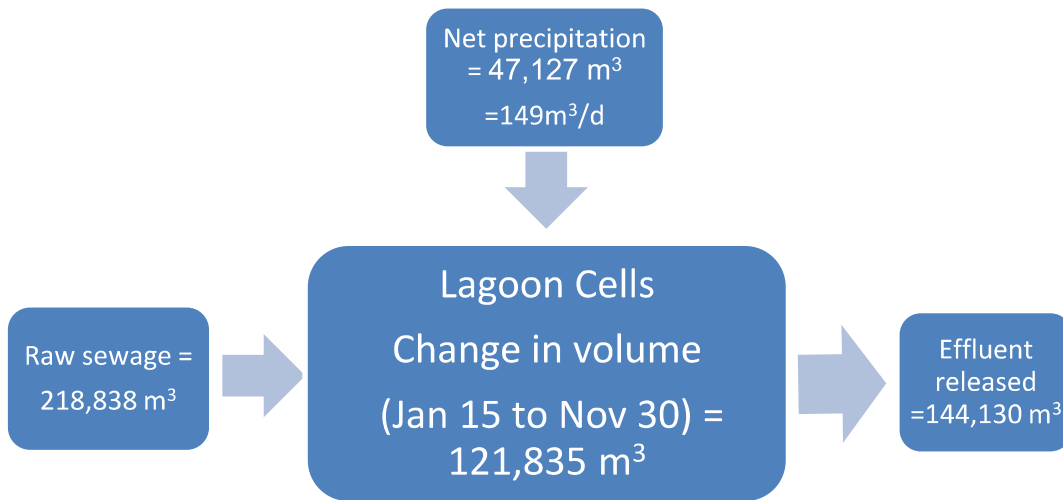 Net precipitation
= 47,127 m³
=149m³/d
Lagoon Cells
Change in volume
(Jan 15 to Nov 30) =
121,835 m³
Raw sewage =
218,838 m³
Effluent
released
=144,130 m³